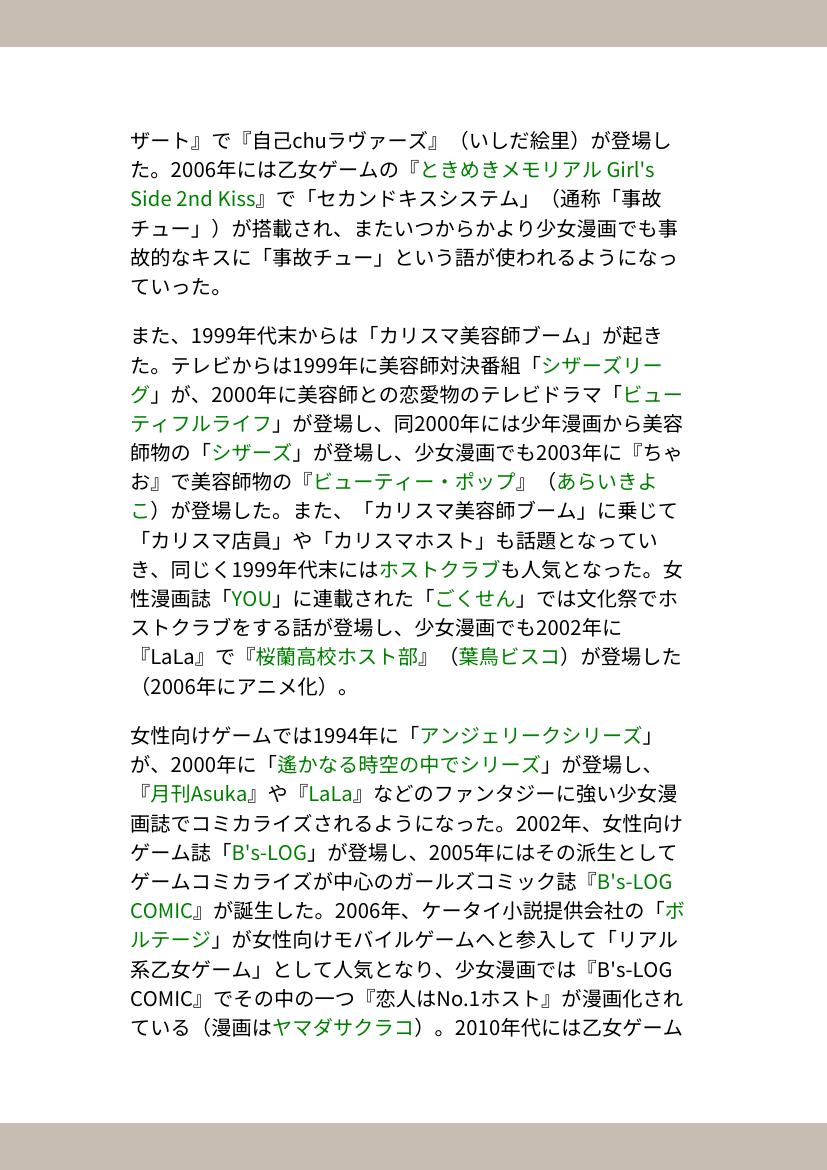 ザート』で『自己chuラヴァーズ』（いしだ絵里）が登場し
た。2006年には乙女ゲームの『ときめきメモリアル Girl's
Side 2nd Kiss』で「セカンドキスシステム」（通称「事故
チュー」）が搭載され、またいつからかより少女漫画でも事
故的なキスに「事故チュー」という語が使われるようになっ
ていった。
また、1999年代末からは「カリスマ美容師ブーム」が起き
た。テレビからは1999年に美容師対決番組「シザーズリー
グ」が、2000年に美容師との恋愛物のテレビドラマ「ビュー
ティフルライフ」が登場し、同2000年には少年漫画から美容
師物の「シザーズ」が登場し、少女漫画でも2003年に『ちゃ
お』で美容師物の『ビューティー・ポップ』（あらいきよ
こ）が登場した。また、「カリスマ美容師ブーム」に乗じて
「カリスマ店員」や「カリスマホスト」も話題となってい
き、同じく1999年代末にはホストクラブも人気となった。女
性漫画誌「YOU」に連載された「ごくせん」では文化祭でホ
ストクラブをする話が登場し、少女漫画でも2002年に
『LaLa』で『桜蘭高校ホスト部』（葉鳥ビスコ）が登場した
（2006年にアニメ化）。
女性向けゲームでは1994年に「アンジェリークシリーズ」
が、2000年に「遙かなる時空の中でシリーズ」が登場し、
『月刊Asuka』や『LaLa』などのファンタジーに強い少女漫
画誌でコミカライズされるようになった。2002年、女性向け
ゲーム誌「B's-LOG」が登場し、2005年にはその派生として
ゲームコミカライズが中心のガールズコミック誌『B's-LOG
COMIC』が誕生した。2006年、ケータイ小説提供会社の「ボ
ルテージ」が女性向けモバイルゲームへと参入して「リアル
系乙女ゲーム」として人気となり、少女漫画では『B's-LOG
COMIC』でその中の一つ『恋人はNo.1ホスト』が漫画化され
ている（漫画はヤマダサクラコ）。2010年代には乙女ゲーム